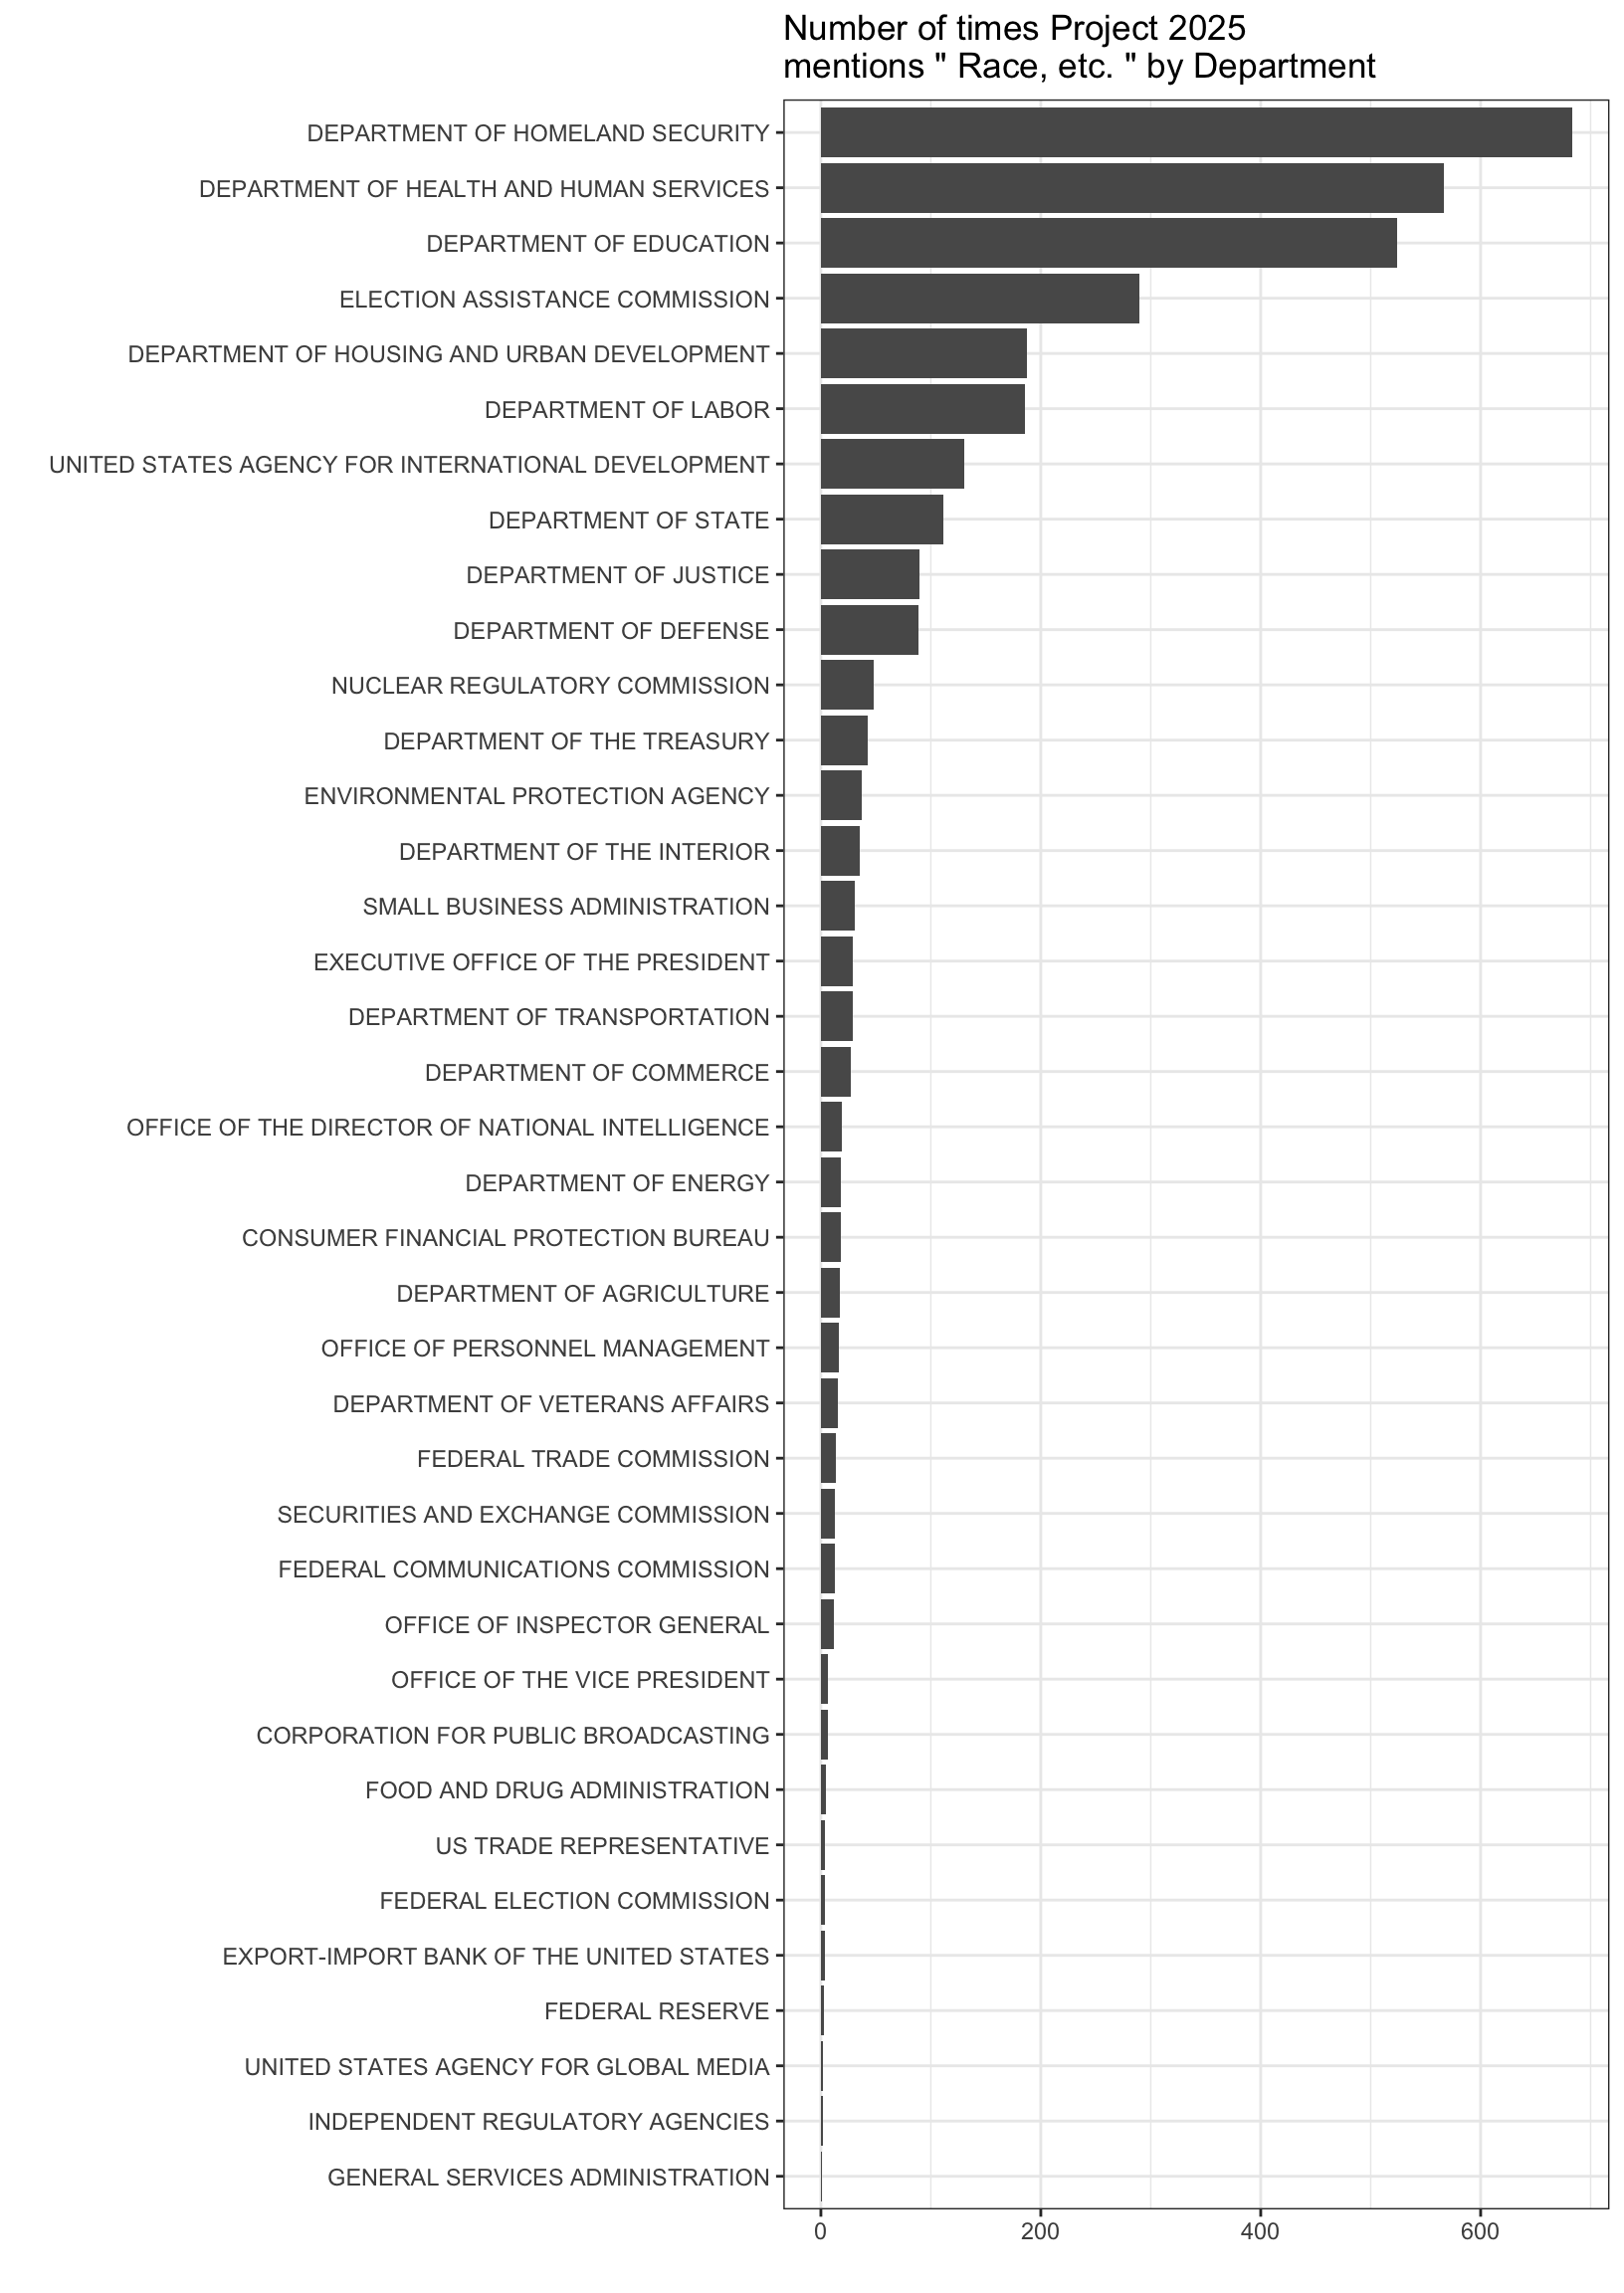 Number of times Project 2025
mentions " Race, etc. " by Department
DEPARTMENT OF HOMELAND SECURITY
DEPARTMENT OF HEALTH AND HUMAN SERVICES
DEPARTMENT OF EDUCATION
ELECTION ASSISTANCE COMMISSION
DEPARTMENT OF HOUSING AND URBAN DEVELOPMENT
DEPARTMENT OF LABOR
UNITED STATES AGENCY FOR INTERNATIONAL DEVELOPMENT
DEPARTMENT OF STATE
DEPARTMENT OF JUSTICE
DEPARTMENT OF DEFENSE
NUCLEAR REGULATORY COMMISSION
DEPARTMENT OF THE TREASURY
ENVIRONMENTAL PROTECTION AGENCY
DEPARTMENT OF THE INTERIOR
SMALL BUSINESS ADMINISTRATION
EXECUTIVE OFFICE OF THE PRESIDENT
DEPARTMENT OF TRANSPORTATION
DEPARTMENT OF COMMERCE
OFFICE OF THE DIRECTOR OF NATIONAL INTELLIGENCE
DEPARTMENT OF ENERGY
CONSUMER FINANCIAL PROTECTION BUREAU
DEPARTMENT OF AGRICULTURE
OFFICE OF PERSONNEL MANAGEMENT
DEPARTMENT OF VETERANS AFFAIRS
FEDERAL TRADE COMMISSION
SECURITIES AND EXCHANGE COMMISSION
FEDERAL COMMUNICATIONS COMMISSION
OFFICE OF INSPECTOR GENERAL
OFFICE OF THE VICE PRESIDENT
CORPORATION FOR PUBLIC BROADCASTING
FOOD AND DRUG ADMINISTRATION
US TRADE REPRESENTATIVE
FEDERAL ELECTION COMMISSION
EXPORT-IMPORT BANK OF THE UNITED STATES
FEDERAL RESERVE
UNITED STATES AGENCY FOR GLOBAL MEDIA
INDEPENDENT REGULATORY AGENCIES
GENERAL SERVICES ADMINISTRATION
0 200 400 600